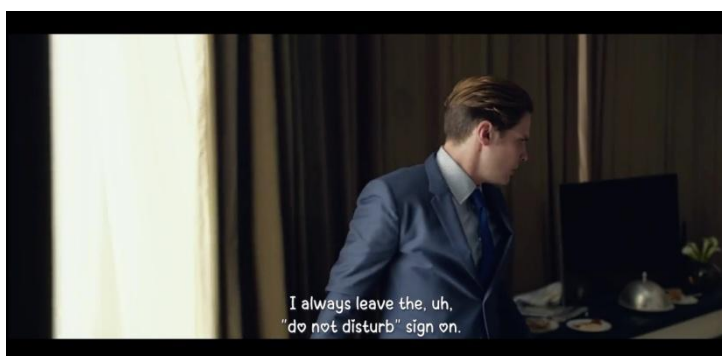 I always leave the, uh,
"do not disturb" sign on.